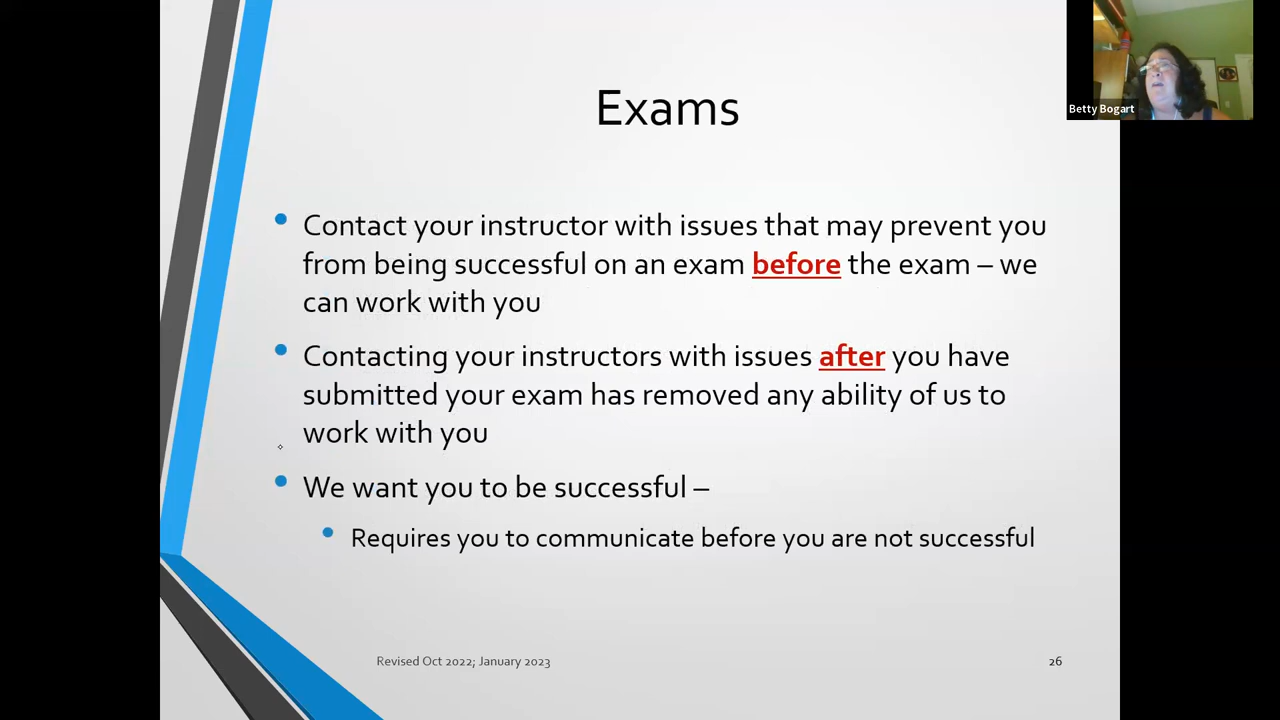 Exams
Betty Bogart
Contact your instructor with issues that may prevent you
from being successful on an exam before the exam – we
can work with you
Contacting your instructors with issues after you have
submitted your exam has removed any ability of us to
work with you
We want you to be successful –
Requires you to communicate before you are not successful
Revised Oct 2022; January 2023
26